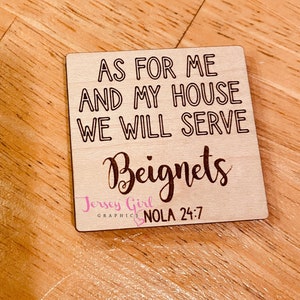 AS FOR ME
AND MY HOUSE
WE WILL SERVE
Beignets
Jersey Girl
GRAPHICS
NOLA 24:7